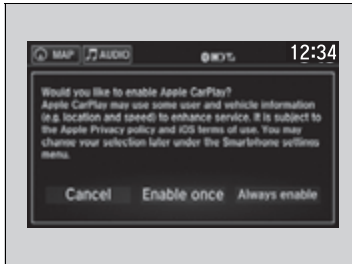 MAP AUDIO 12:34
Would you like to enable Apple CarPlay?
Apple CarPlay may use some user and vehicle information
(e.g. location and speed) to enhance service. It is subject to
the Apple Privacy policy and iOS terms of use. You may
change your selection later under the Smartphone settings
menu.
Cancel Enable once Always enable